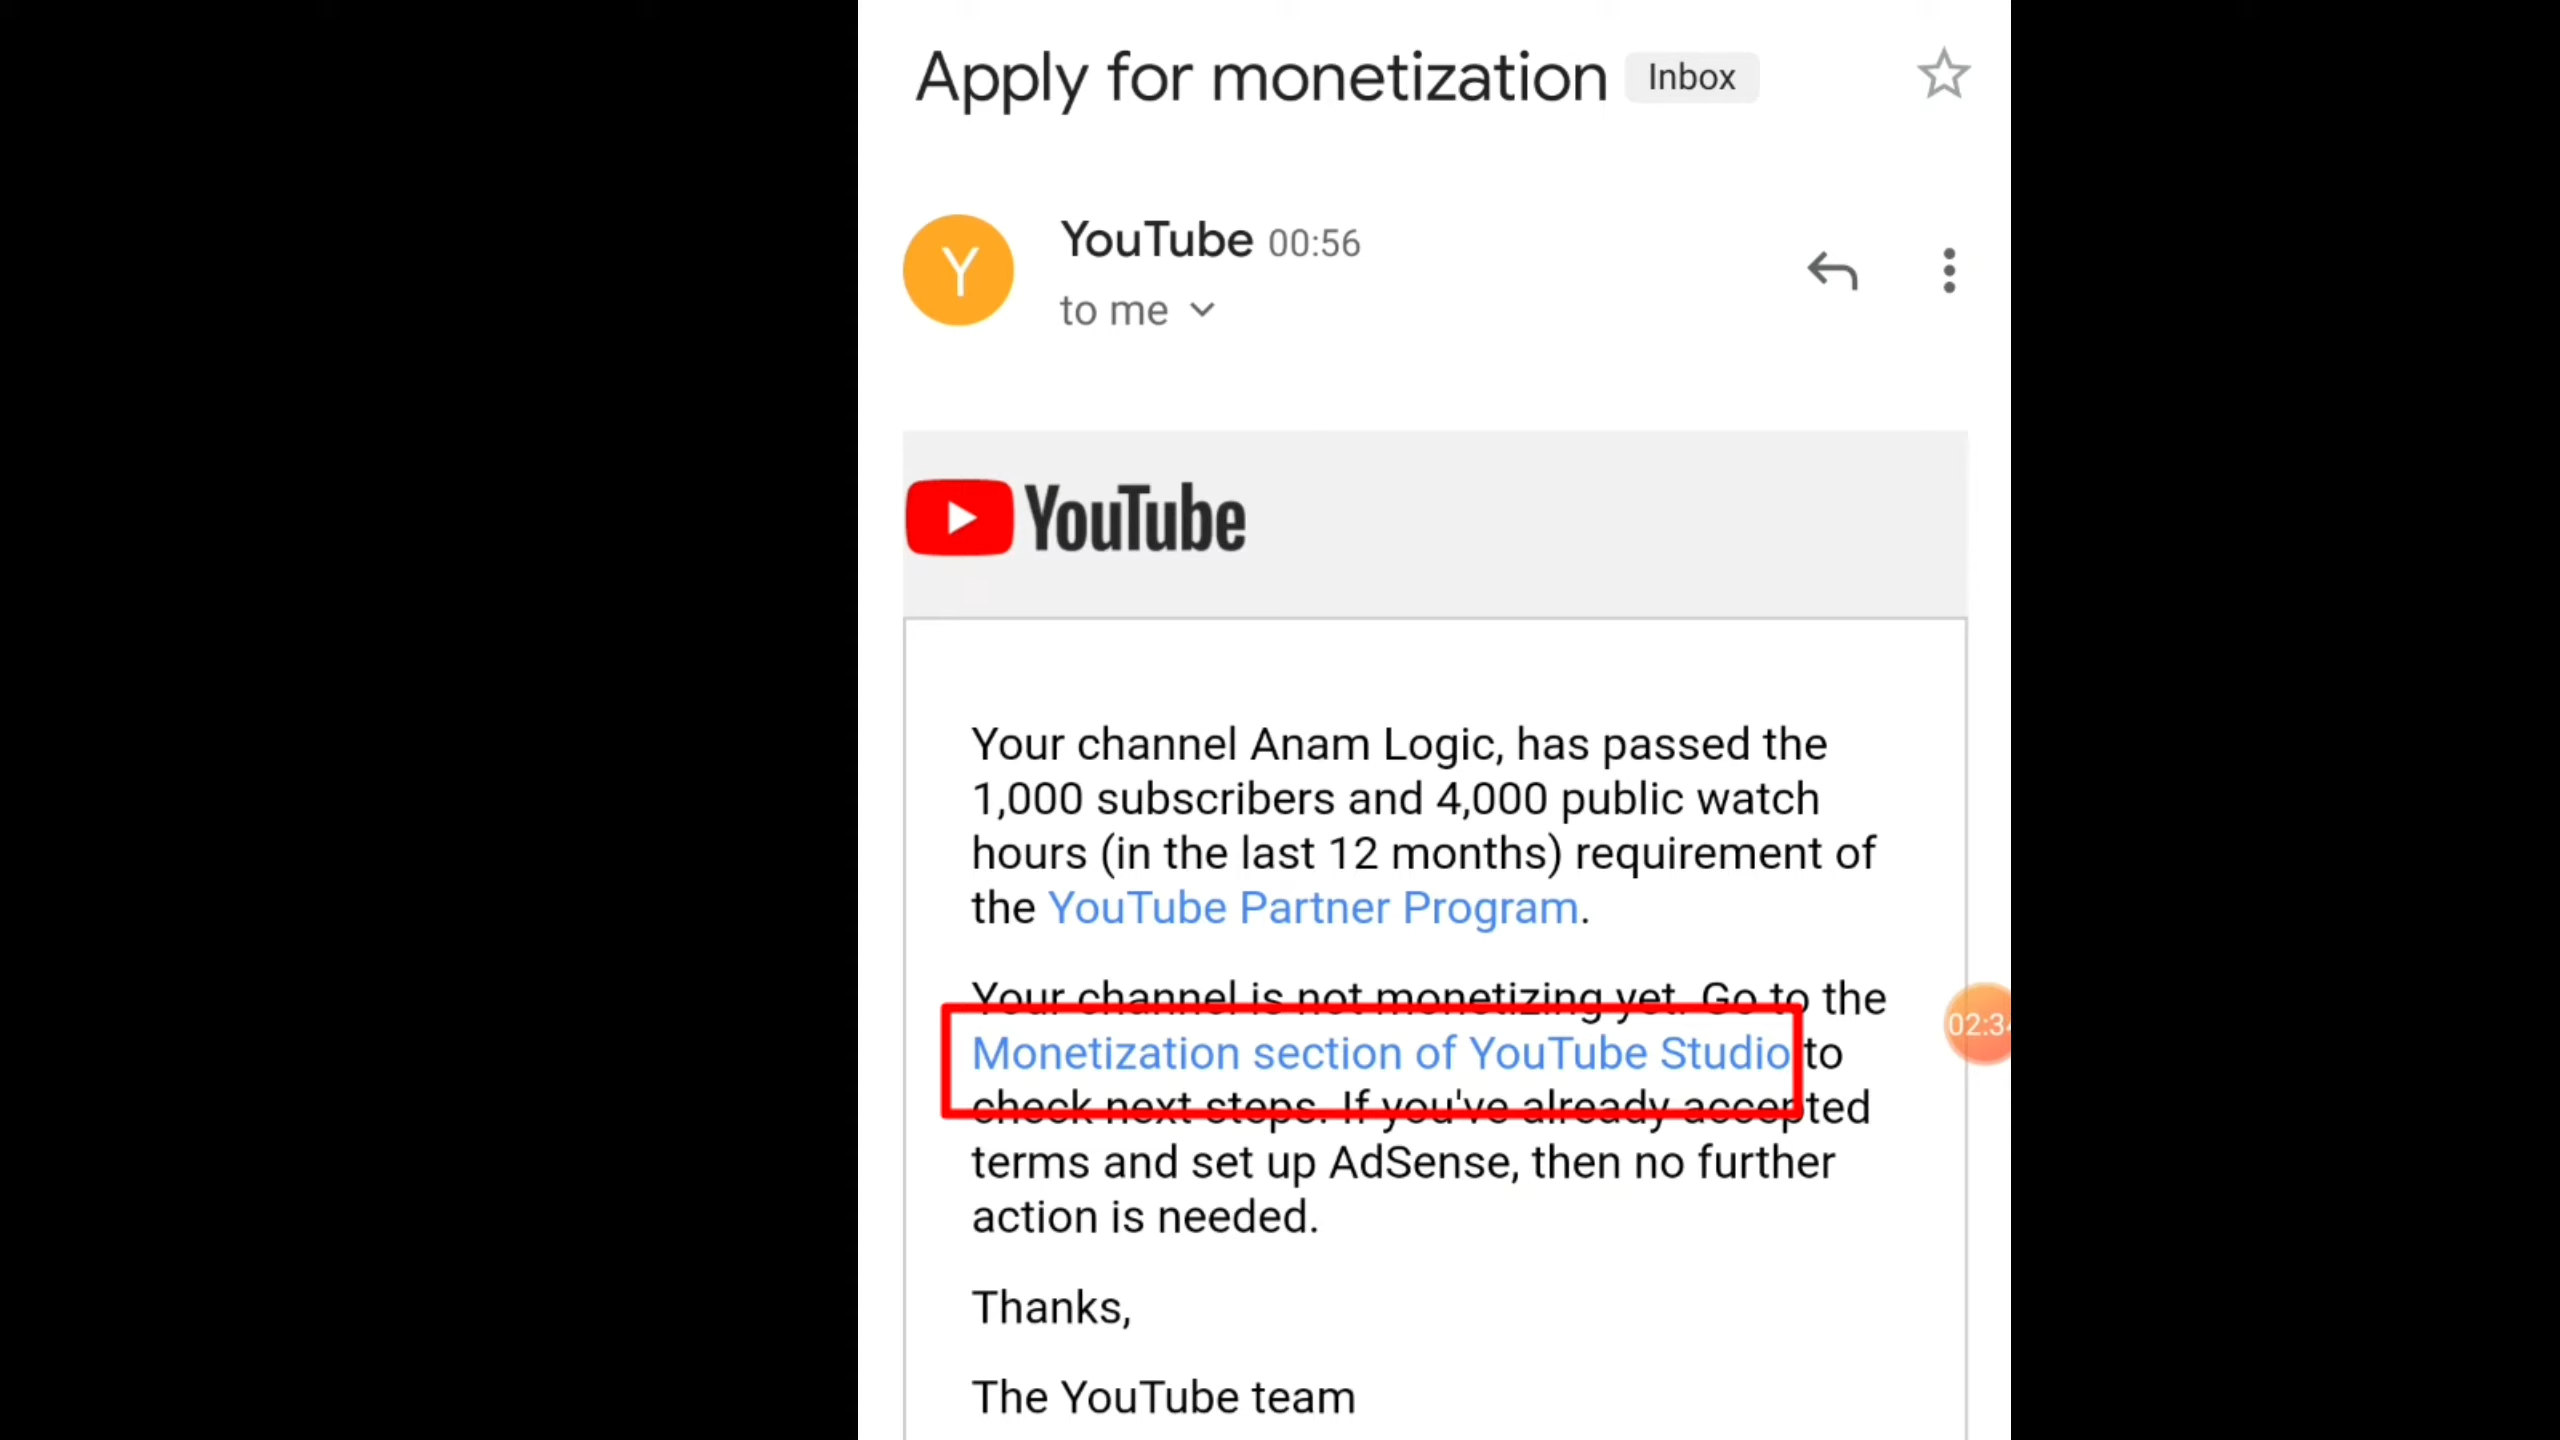 Apply for monetization Inbox
Y
YouTube 00:56
to me
YouTube
Your channel Anam Logic, has passed the
1,000 subscribers and 4,000 public watch
hours (in the last 12 months) requirement of
the YouTube Partner Program.
Your channel is not monetizing yet. Go to the
Monetization section of YouTube Studio to
check next steps. If you've already accepted
terms and set up AdSense, then no further
action is needed.
Thanks,
The YouTube team